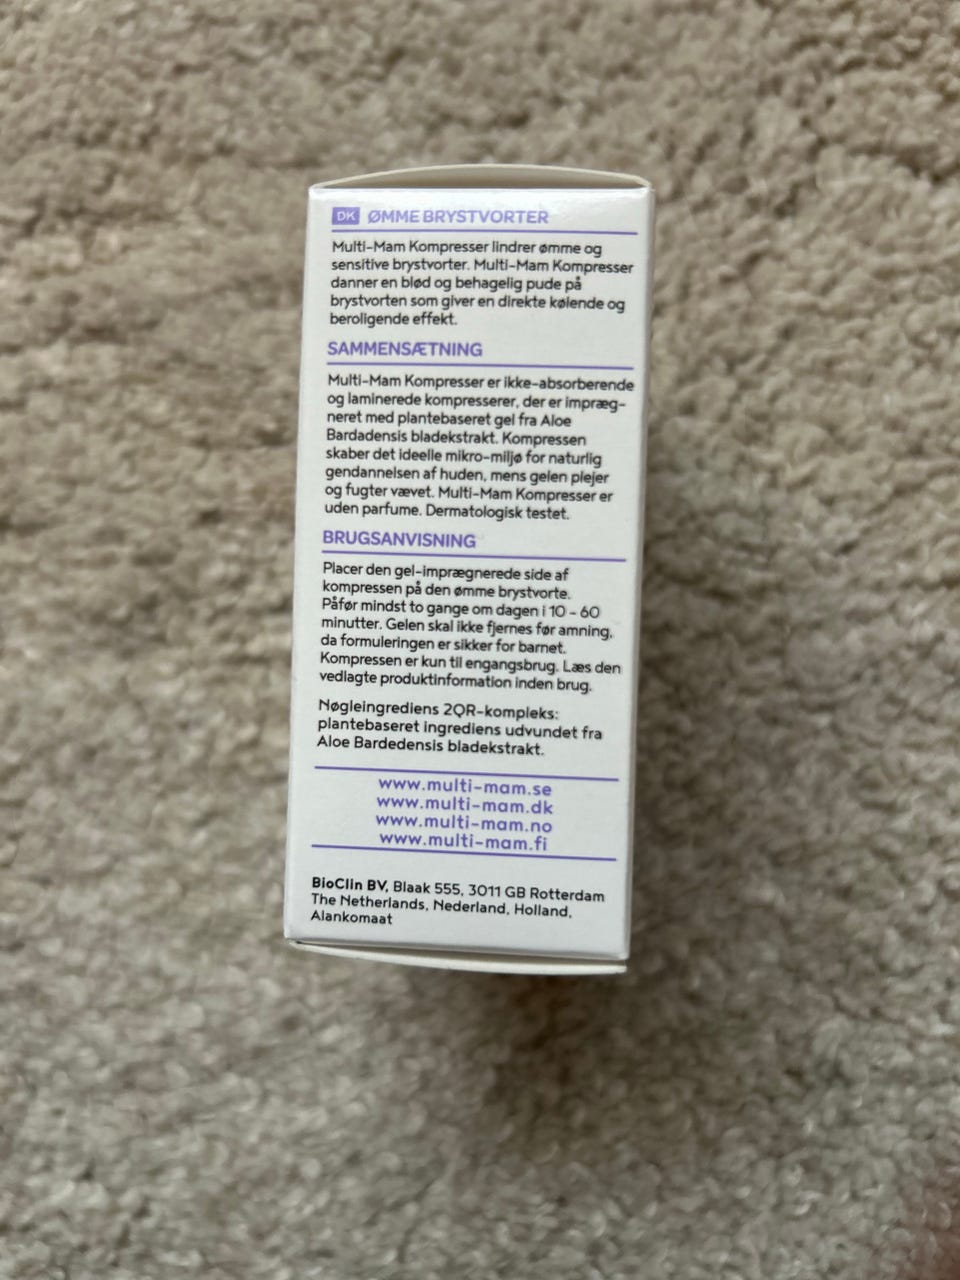 DK ØMME BRYSTVORTER
Multi-Mam Kompresser lindrer ømme og
sensitive brystvorter. Multi-Mam Kompresser
danner en blød og behagelig pude på
brystvorten som giver en direkte kølende og
beroligende effekt.
SAMMENSÆTNING
Multi-Mam Kompresser er ikke-absorberende
og laminerede kompresserer, der er impræg-
neret med plantebaseret gel fra Aloe
Bardadensis bladekstrakt. Kompressen
skaber det ideelle mikro-miljø for naturlig
gendannelsen af huden, mens gelen plejer
og fugter vævet. Multi-Mam Kompresser er
uden parfume. Dermatologisk testet.
BRUGSANVISNING
Placer den gel-imprægnerede side af
kompressen på den ømme brystvorte.
Påfør mindst to gange om dagen i 10 - 60
minutter. Gelen skal ikke fjernes før amning,
da formuleringen er sikker for barnet.
Kompressen er kun til engangsbrug. Læs den
vedlagte produktinformation inden brug.
Nøgleingrediens 2QR-kompleks:
plantebaseret ingrediens udvundet fra
Aloe Bardedensis bladekstrakt.
www.multi-mam.se
www.multi-mam.dk
www.multi-mam.no
www.multi-mam.fi
BioClin BV, Blaak 555, 3011 GB Rotterdam
The Netherlands, Nederland, Holland,
Alankomaat